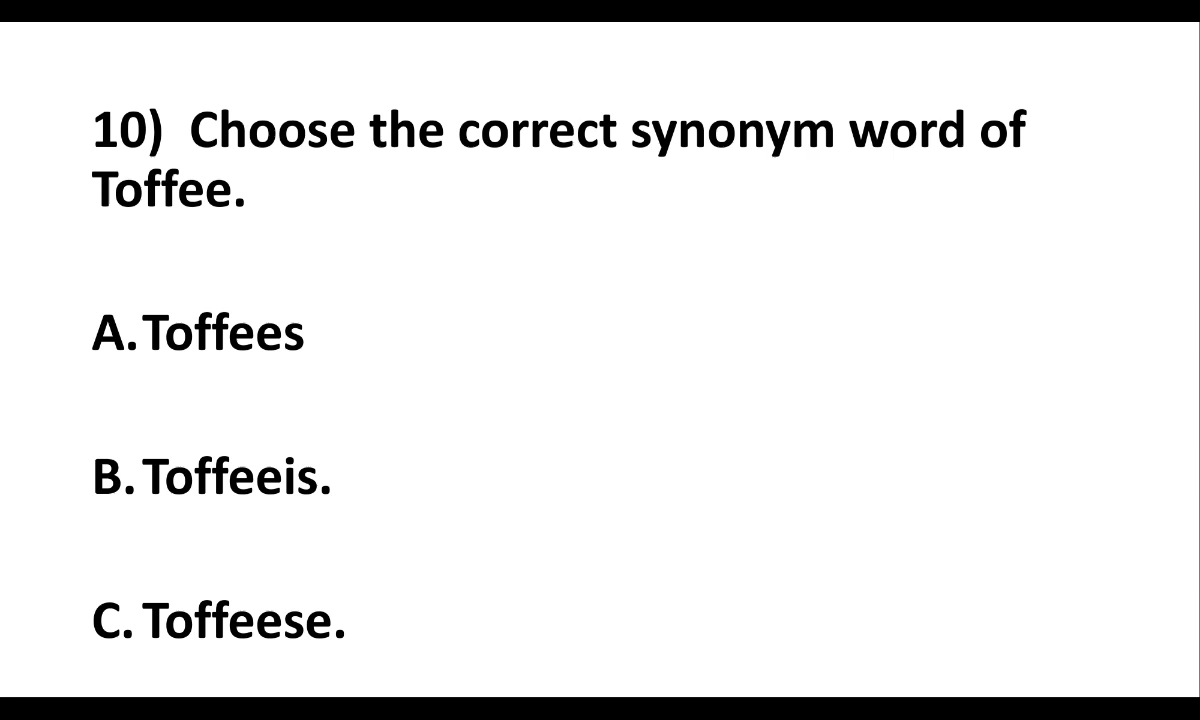 10) Choose the correct synonym word of
Toffee.
A. Toffees
B. Toffeeis.
C. Toffeese.